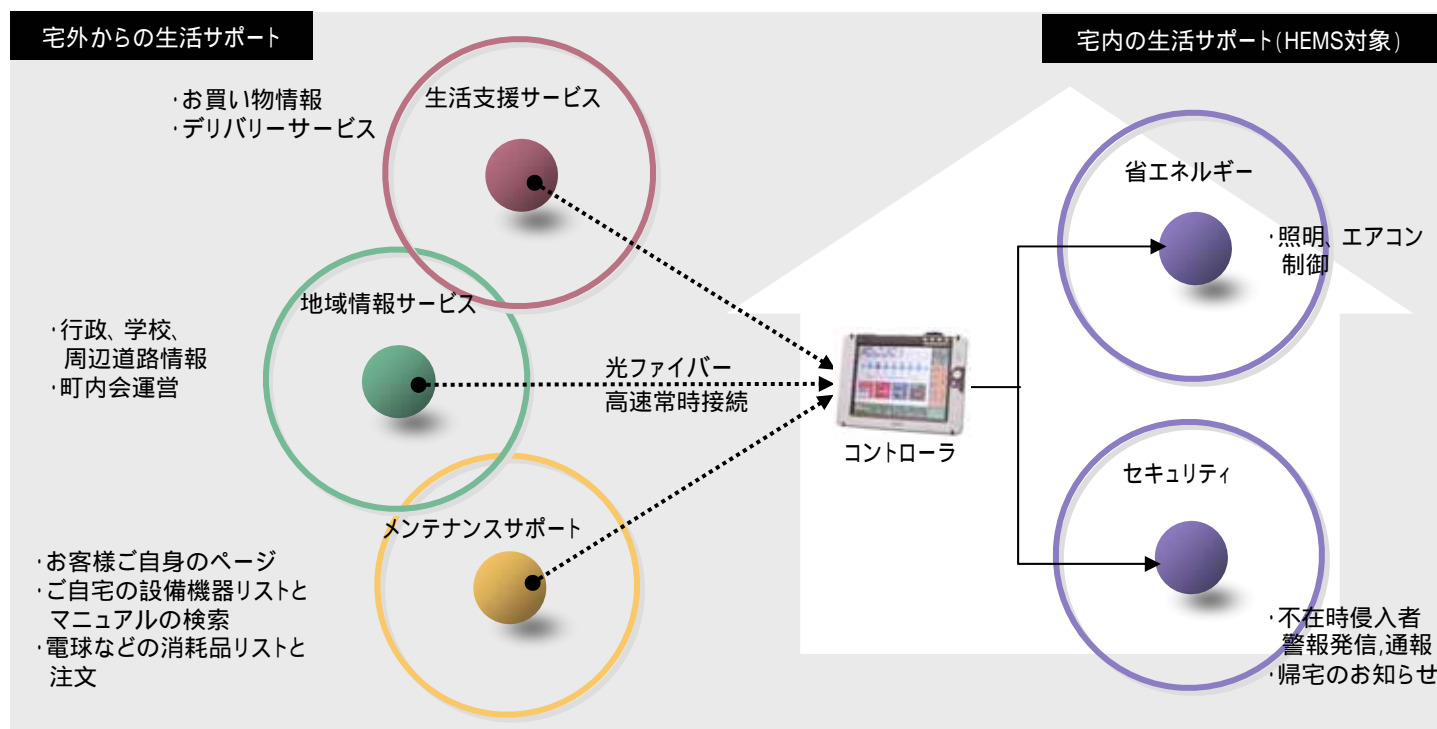 宅外からの生活サポート
宅内の生活サポート(HEMS対象)
・お買い物情報
・デリバリーサービス
生活支援サービス
地域情報サービス
・行政、学校、
周辺道路情報
・町内会運営
メンテナンスサポート
・お客様ご自身のページ
・ご自宅の設備機器リストと
マニュアルの検索
・電球などの消耗品リストと
注文
光ファイバー
高速常時接続
コントローラ
省エネルギー
・照明、エアコン
制御
セキュリティ
・不在時侵入者
警報発信,通報
・帰宅のお知らせ